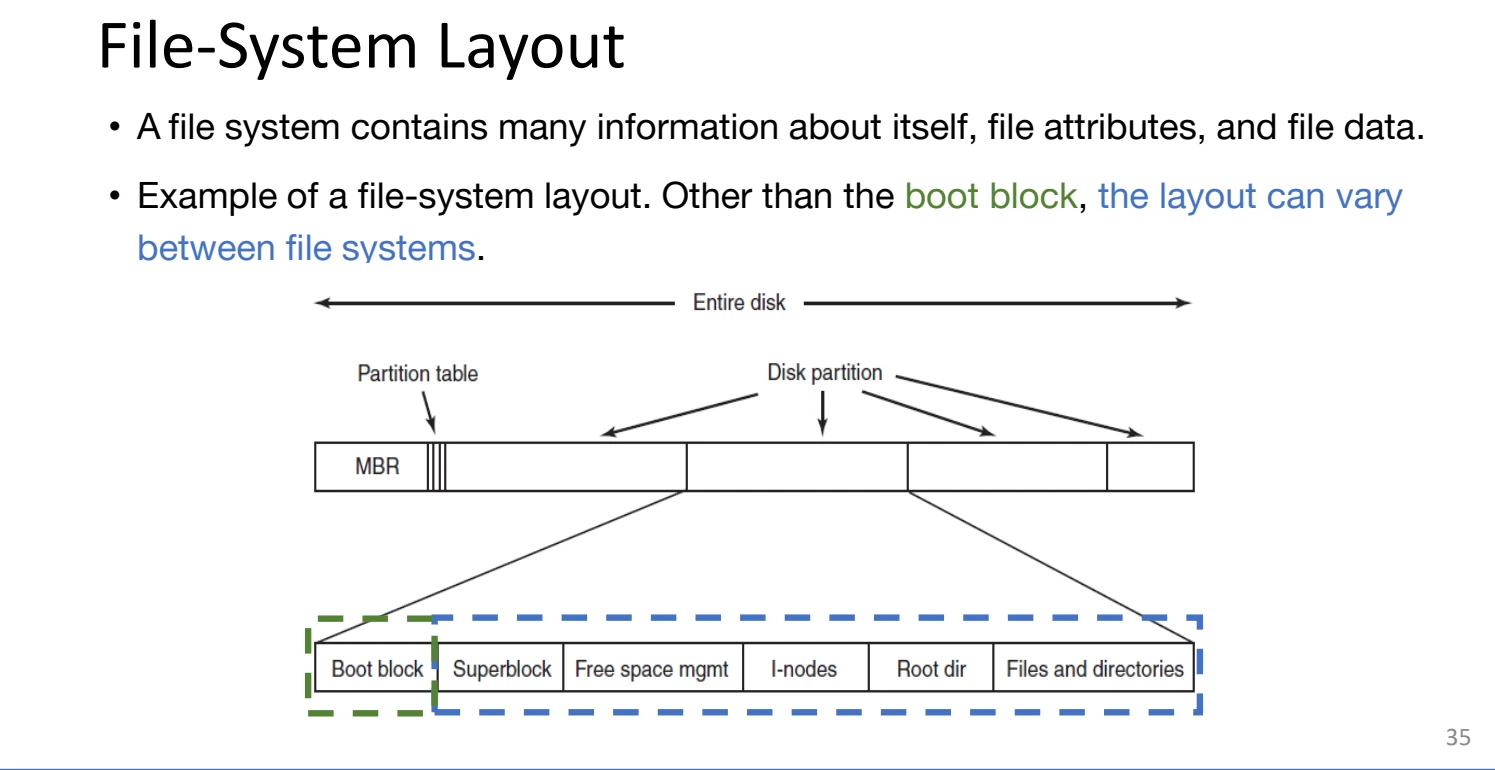 File-System Layout
• A file system contains many information about itself, file attributes, and file data.
• Example of a file-system layout. Other than the boot block, the layout can vary
between file systems.
Entire disk
Partition table
Disk partition
MBR
Boot block
Superblock
Free space mgmt
I-nodes
Root dir
Files and directories
35